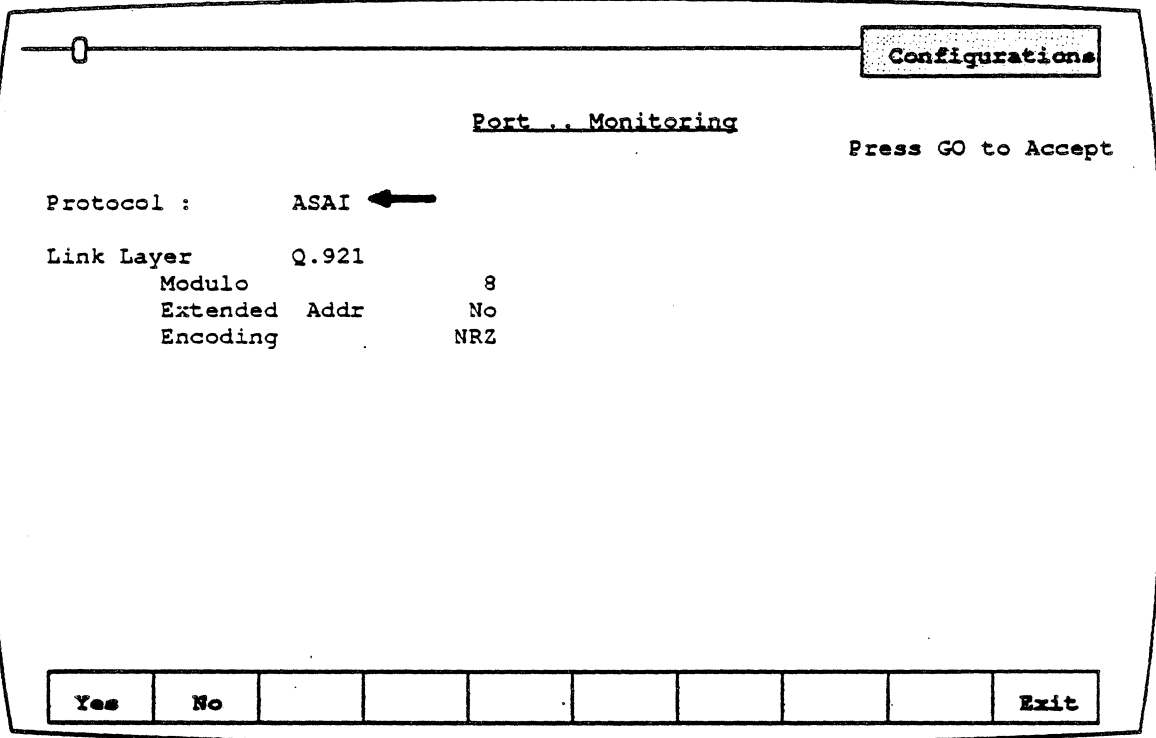 Configurations
Port .. Monitoring
Press GO to Accept
Protocol : ASAI
Link Layer Q.921
Modulo 8
Extended Addr No
Encoding NRZ
Yes No Exit